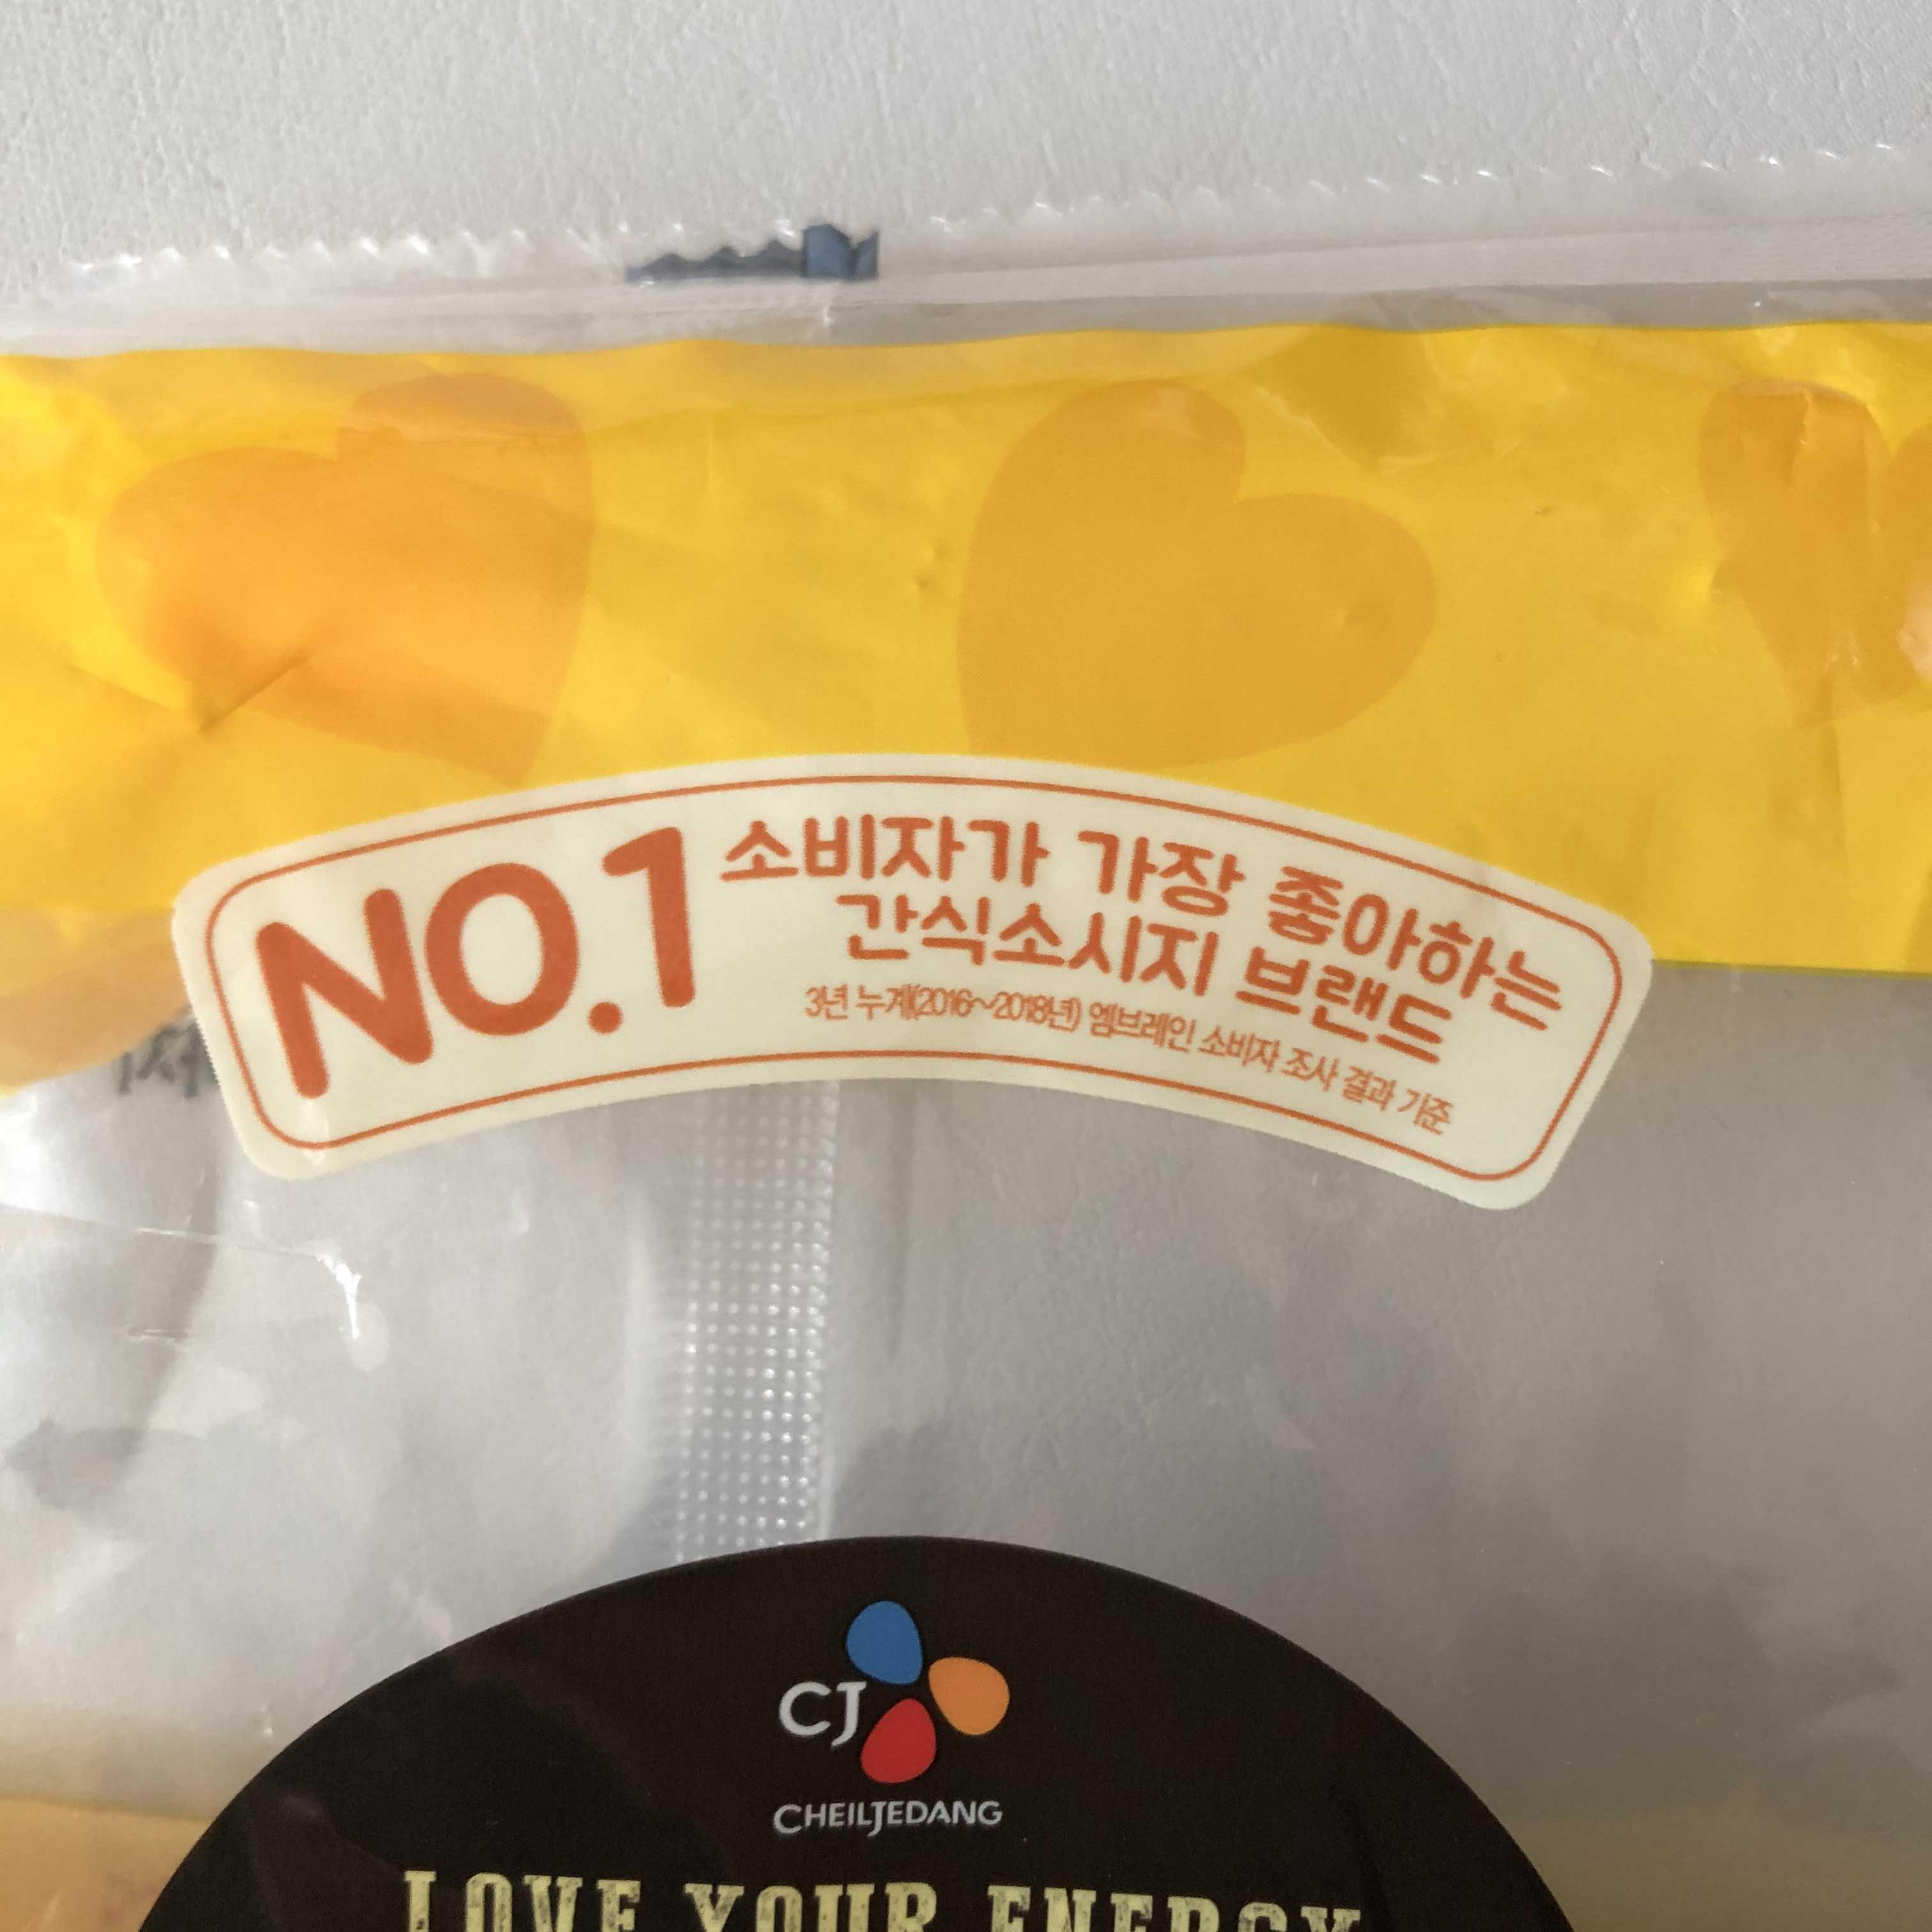 NO.1 소비자가 가장 좋아하는
간식소시지 브랜드
3년 누계(2016~2018년) 엠브레인 소비자 조사 결과 기준
CJ
CHEILJEDANG
LOVE YOUR ENERGY